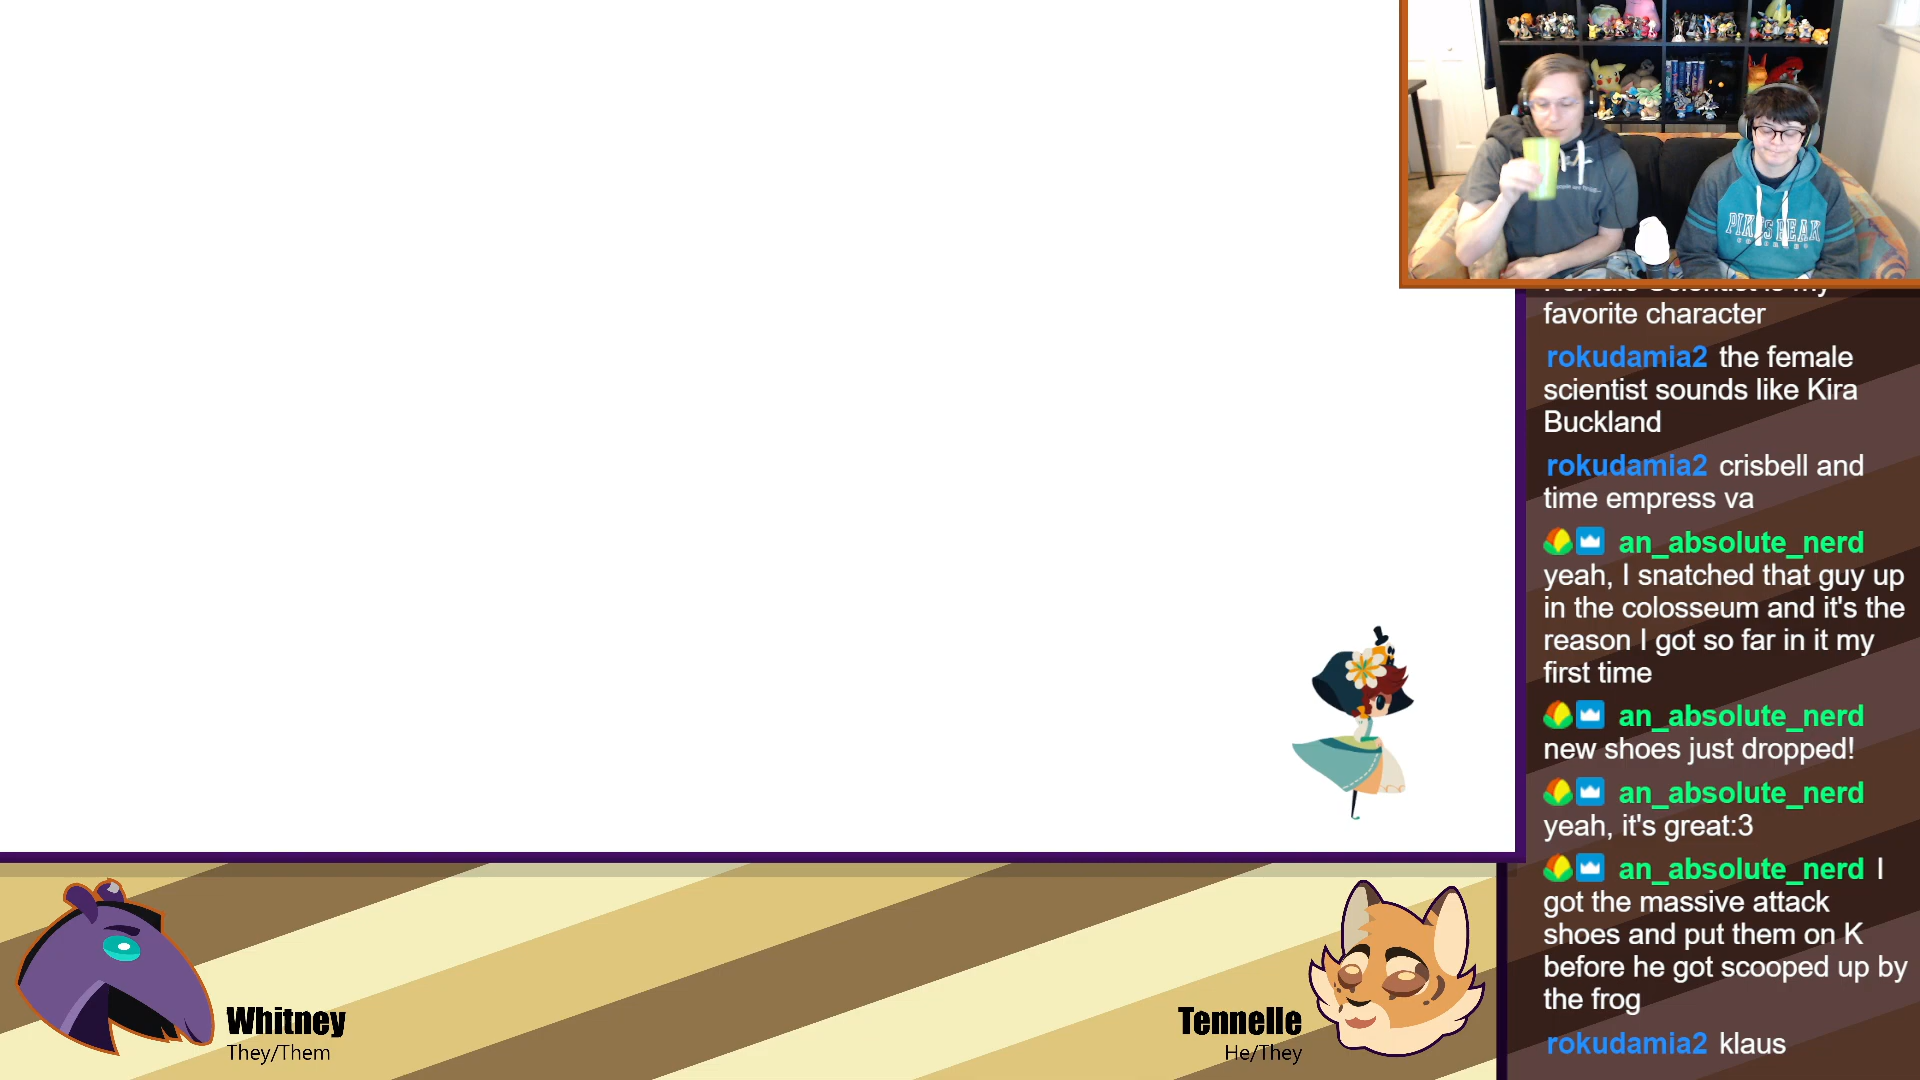 PIKES PEAK
favorite character
rokudamia2 the female
scientist sounds like Kira
Buckland
rokudamia2 crisbell and
time empress va
an_absolute_nerd
yeah, I snatched that guy up
in the colosseum and it's the
reason I got so far in it my
first time
an_absolute_nerd
new shoes just dropped!
an_absolute_nerd
yeah, it's great:3
an_absolute_nerd I
got the massive attack
shoes and put them on K
before he got scooped up by
the frog
rokudamia2 klaus
Whitney
They/Them
Tennelle
He/They